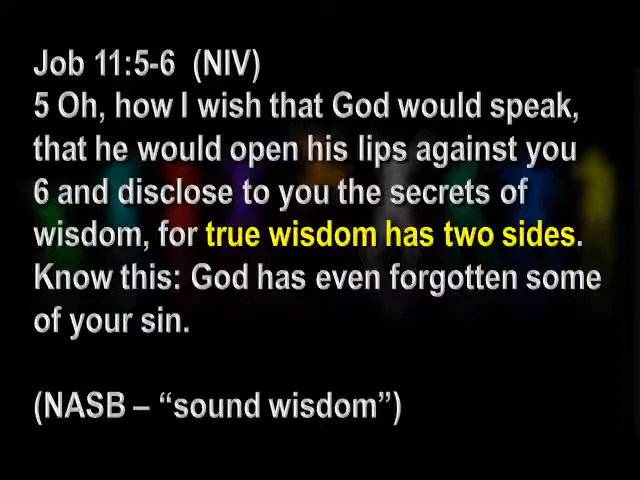 Job 11:5-6 (NIV)
5 Oh, how I wish that God would speak,
that he would open his lips against you
6 and disclose to you the secrets of
wisdom, for true wisdom has two sides.
Know this: God has even forgotten some
of your sin.
(NASB – “sound wisdom”)